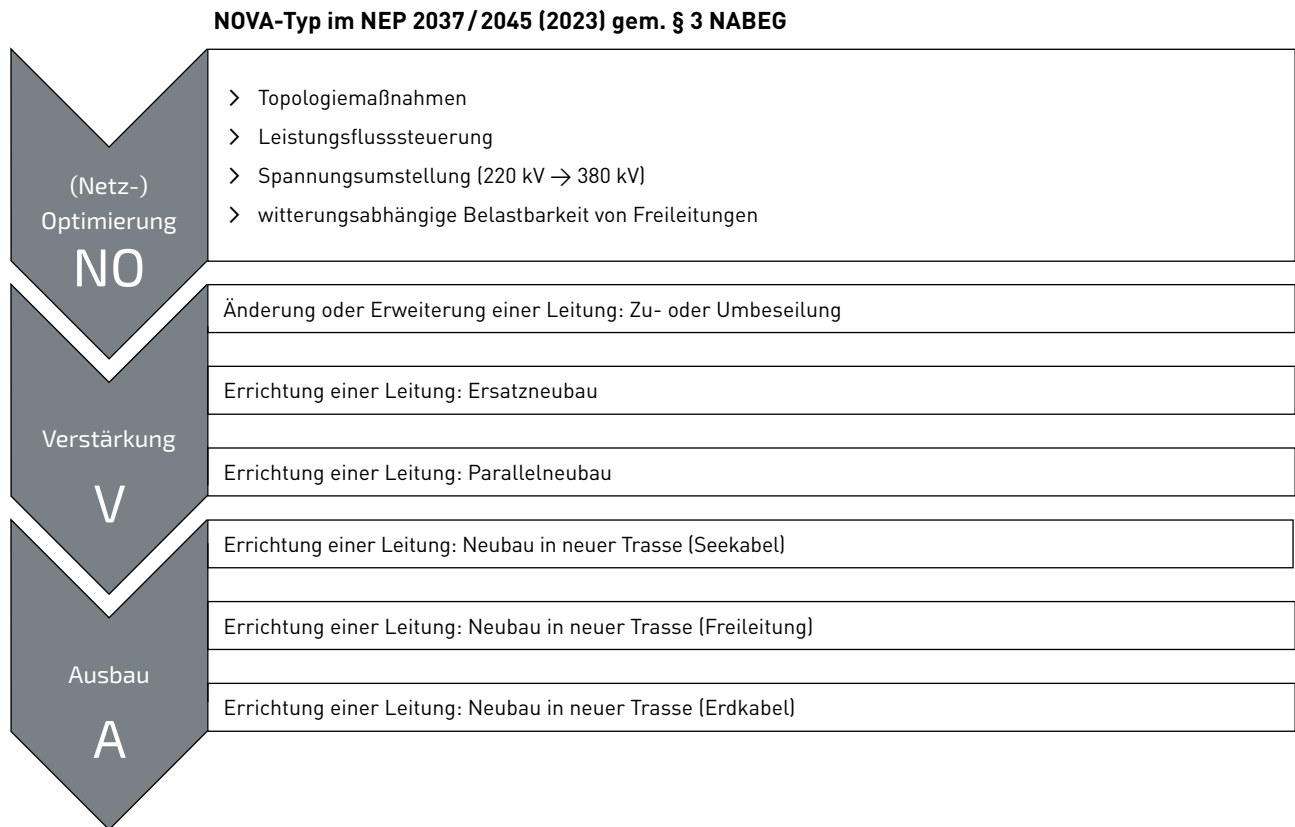 NOVA-Typ im NEP 2037/2045 (2023) gem. § 3 NABEG
(Netz-)
Optimierung
NO
> Topologiemaßnahmen
> Leistungsflusssteuerung
> Spannungsumstellung (220 kV → 380 kV)
> witterungsabhängige Belastbarkeit von Freileitungen
Verstärkung
V
Änderung oder Erweiterung einer Leitung: Zu- oder Umbeseilung
Errichtung einer Leitung: Ersatzneubau
Errichtung einer Leitung: Parallelneubau
Ausbau
A
Errichtung einer Leitung: Neubau in neuer Trasse (Seekabel)
Errichtung einer Leitung: Neubau in neuer Trasse (Freileitung)
Errichtung einer Leitung: Neubau in neuer Trasse (Erdkabel)